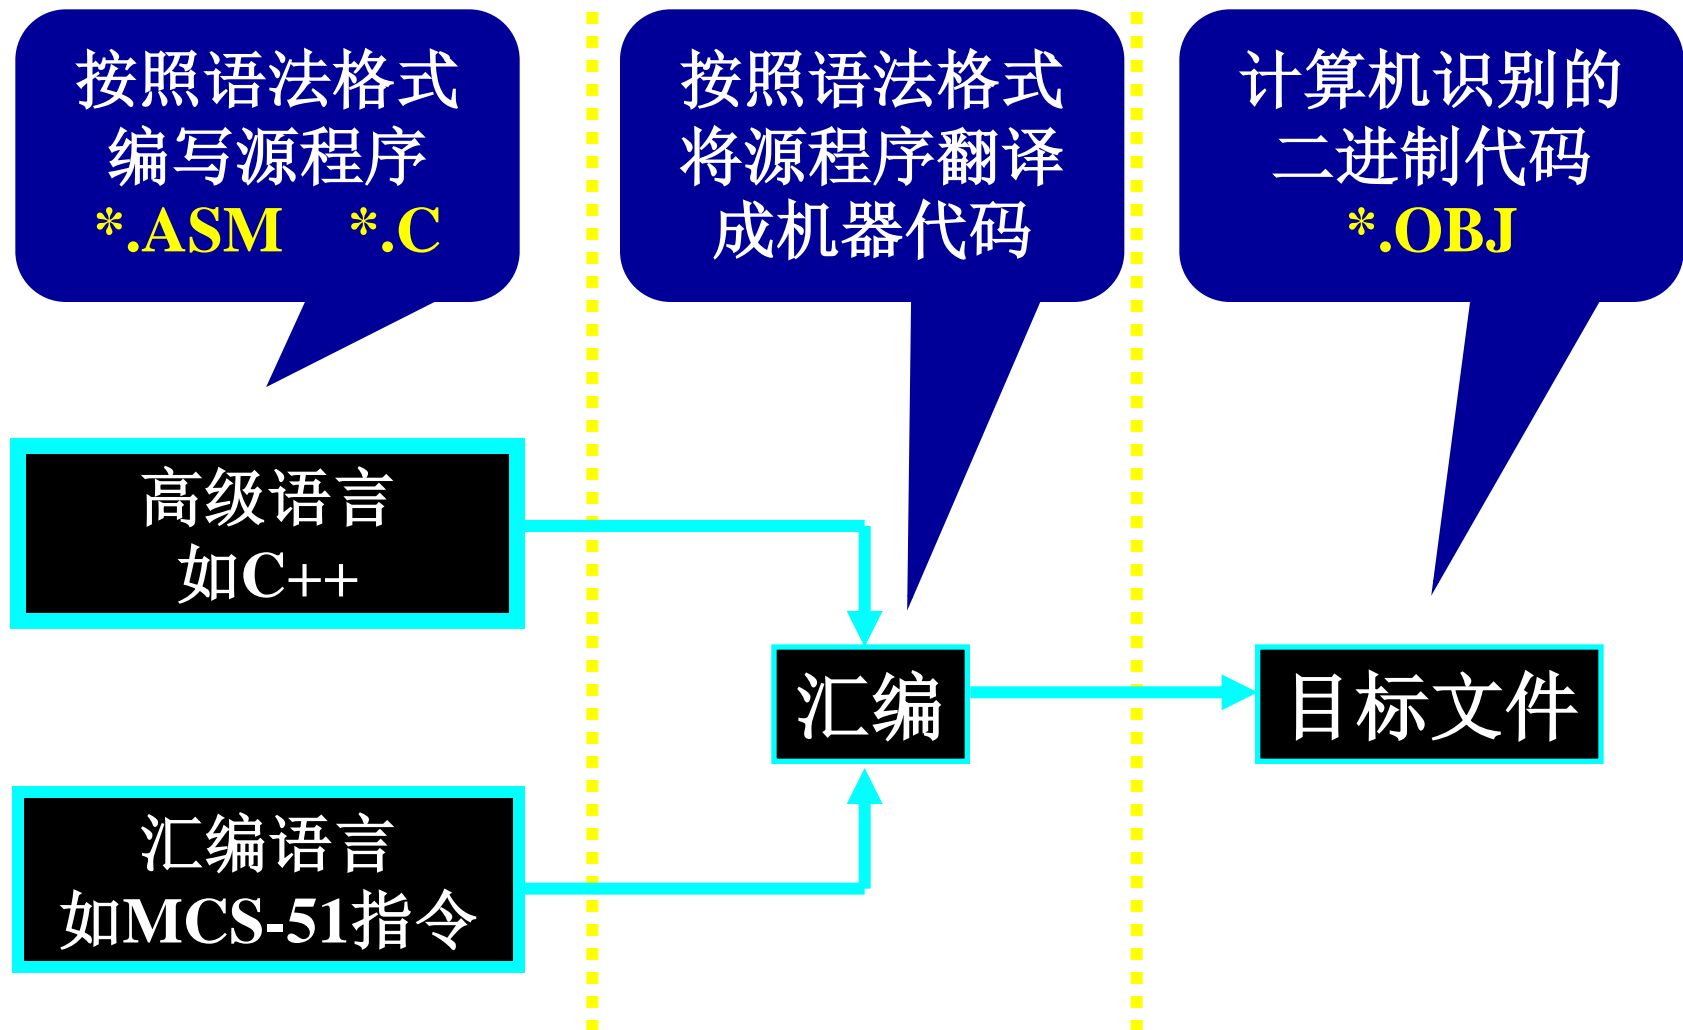 按照语法格式
编写源程序
*.ASM *.C
按照语法格式
将源程序翻译
成机器代码
计算机识别的
二进制代码
*.OBJ
高级语言
如C++
汇编
目标文件
汇编语言
如MCS-51指令